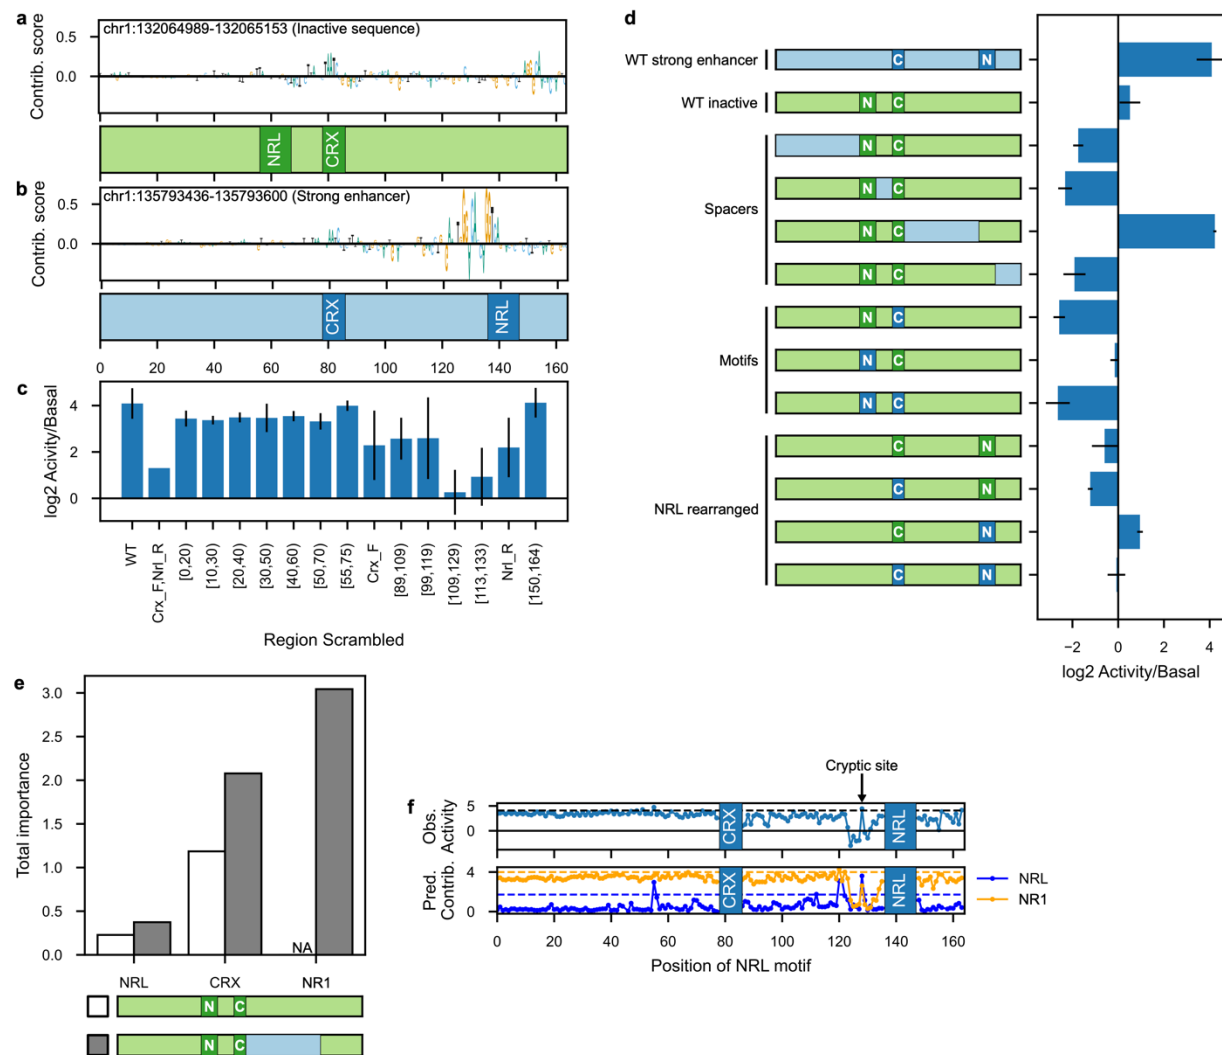 a
chr1:132064989-132065153 (Inactive sequence)
Contrib. score
0.5
0.0
NRL
CRX
b
chr1:135793436-135793600 (Strong enhancer)
Contrib. score
0.5
0.0
CRX
NRL
0 20 40 60 80 100 120 140 160
c
log2 Acivity/Basal
4
2
0
WT
Crx_F,Nrl_R
[0,20)
[10,30)
[20,40)
[30,50)
[40,60)
[50,70)
[55,75)
Crx_F
[89,109)
[99,119)
[109,129)
[113,133)
Nrl_R
[150,164)
Region Scrambled
d
WT strong enhancer
C N
WT inactive
N C
Spacers
N C
N C
N C
N C
Motifs
N C
N C
N C
NRL rearranged
C N
C N
C N
C N
−2 0 2 4
log2 Activity/Basal
e
Total importance
3.0
2.5
2.0
1.5
1.0
0.5
0.0
NA
NRL CRX NR1
N C
N C
f
Cryptic site
Obs.
Activity
5
0
CRX
NRL
Pred.
Contrib.
4
0
CRX
NRL
NRL
NR1
0 20 40 60 80 100 120 140 160
Position of NRL motif